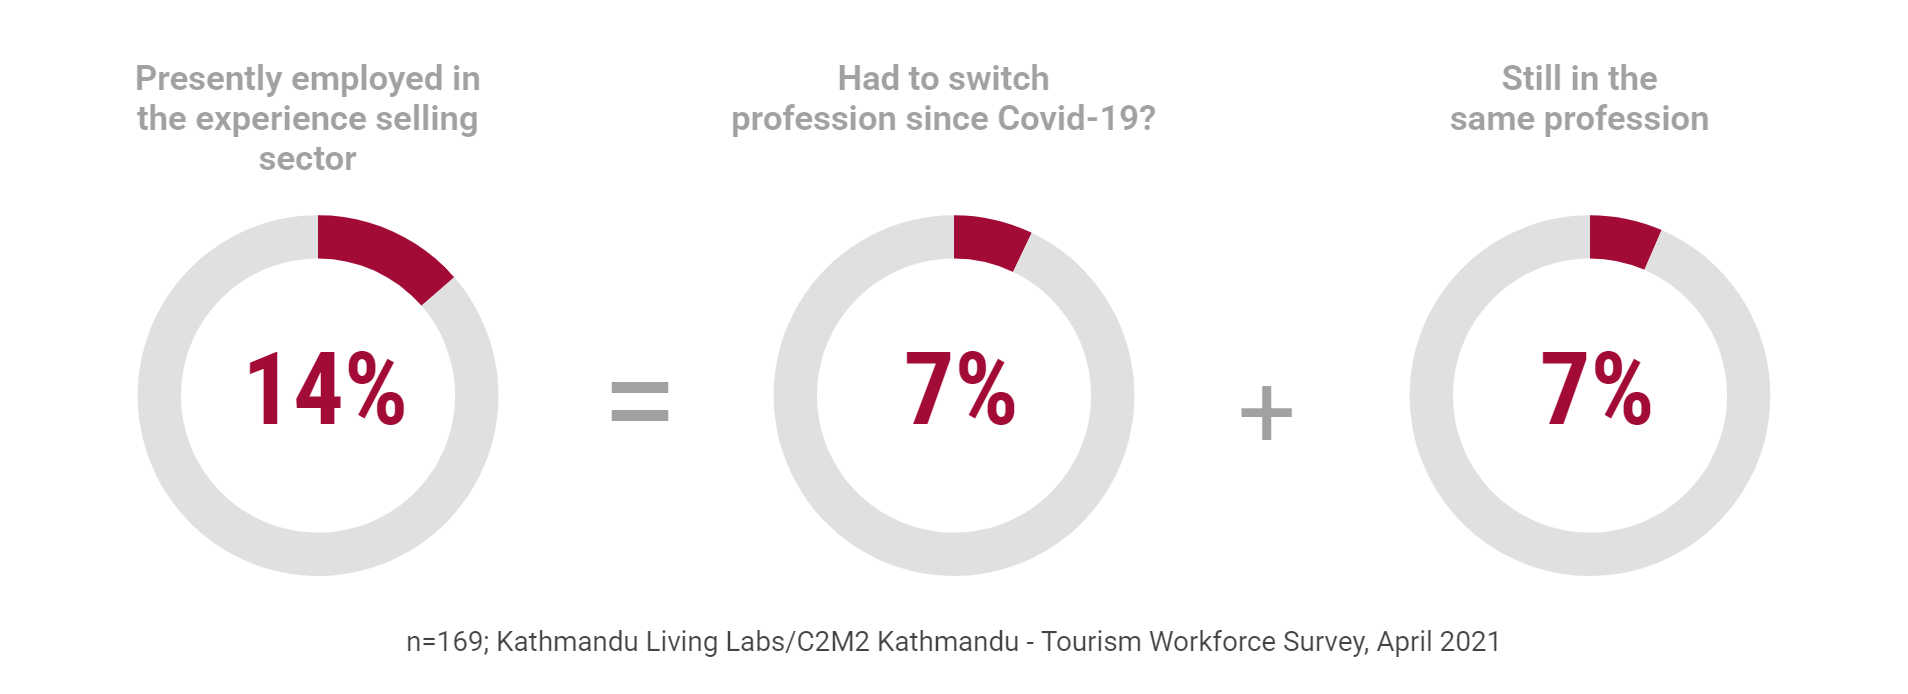 Presently employed in
the experience selling
sector
Had to switch
profession since Covid-19?
Still in the
same profession
14%
=
7%
+
7%
n=169; Kathmandu Living Labs/C2M2 Kathmandu - Tourism Workforce Survey, April 2021